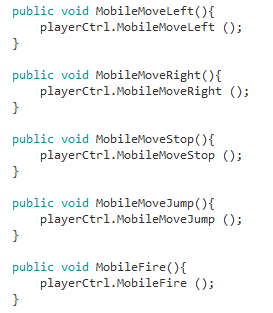 public void MobileMoveLeft(){
    playerCtrl.MobileMoveLeft ();
}

public void MobileMoveRight(){
    playerCtrl.MobileMoveRight ();
}

public void MobileMoveStop(){
    playerCtrl.MobileMoveStop ();
}

public void MobileMoveJump(){
    playerCtrl.MobileMoveJump ();
}

public void MobileFire(){
    playerCtrl.MobileFire ();
}